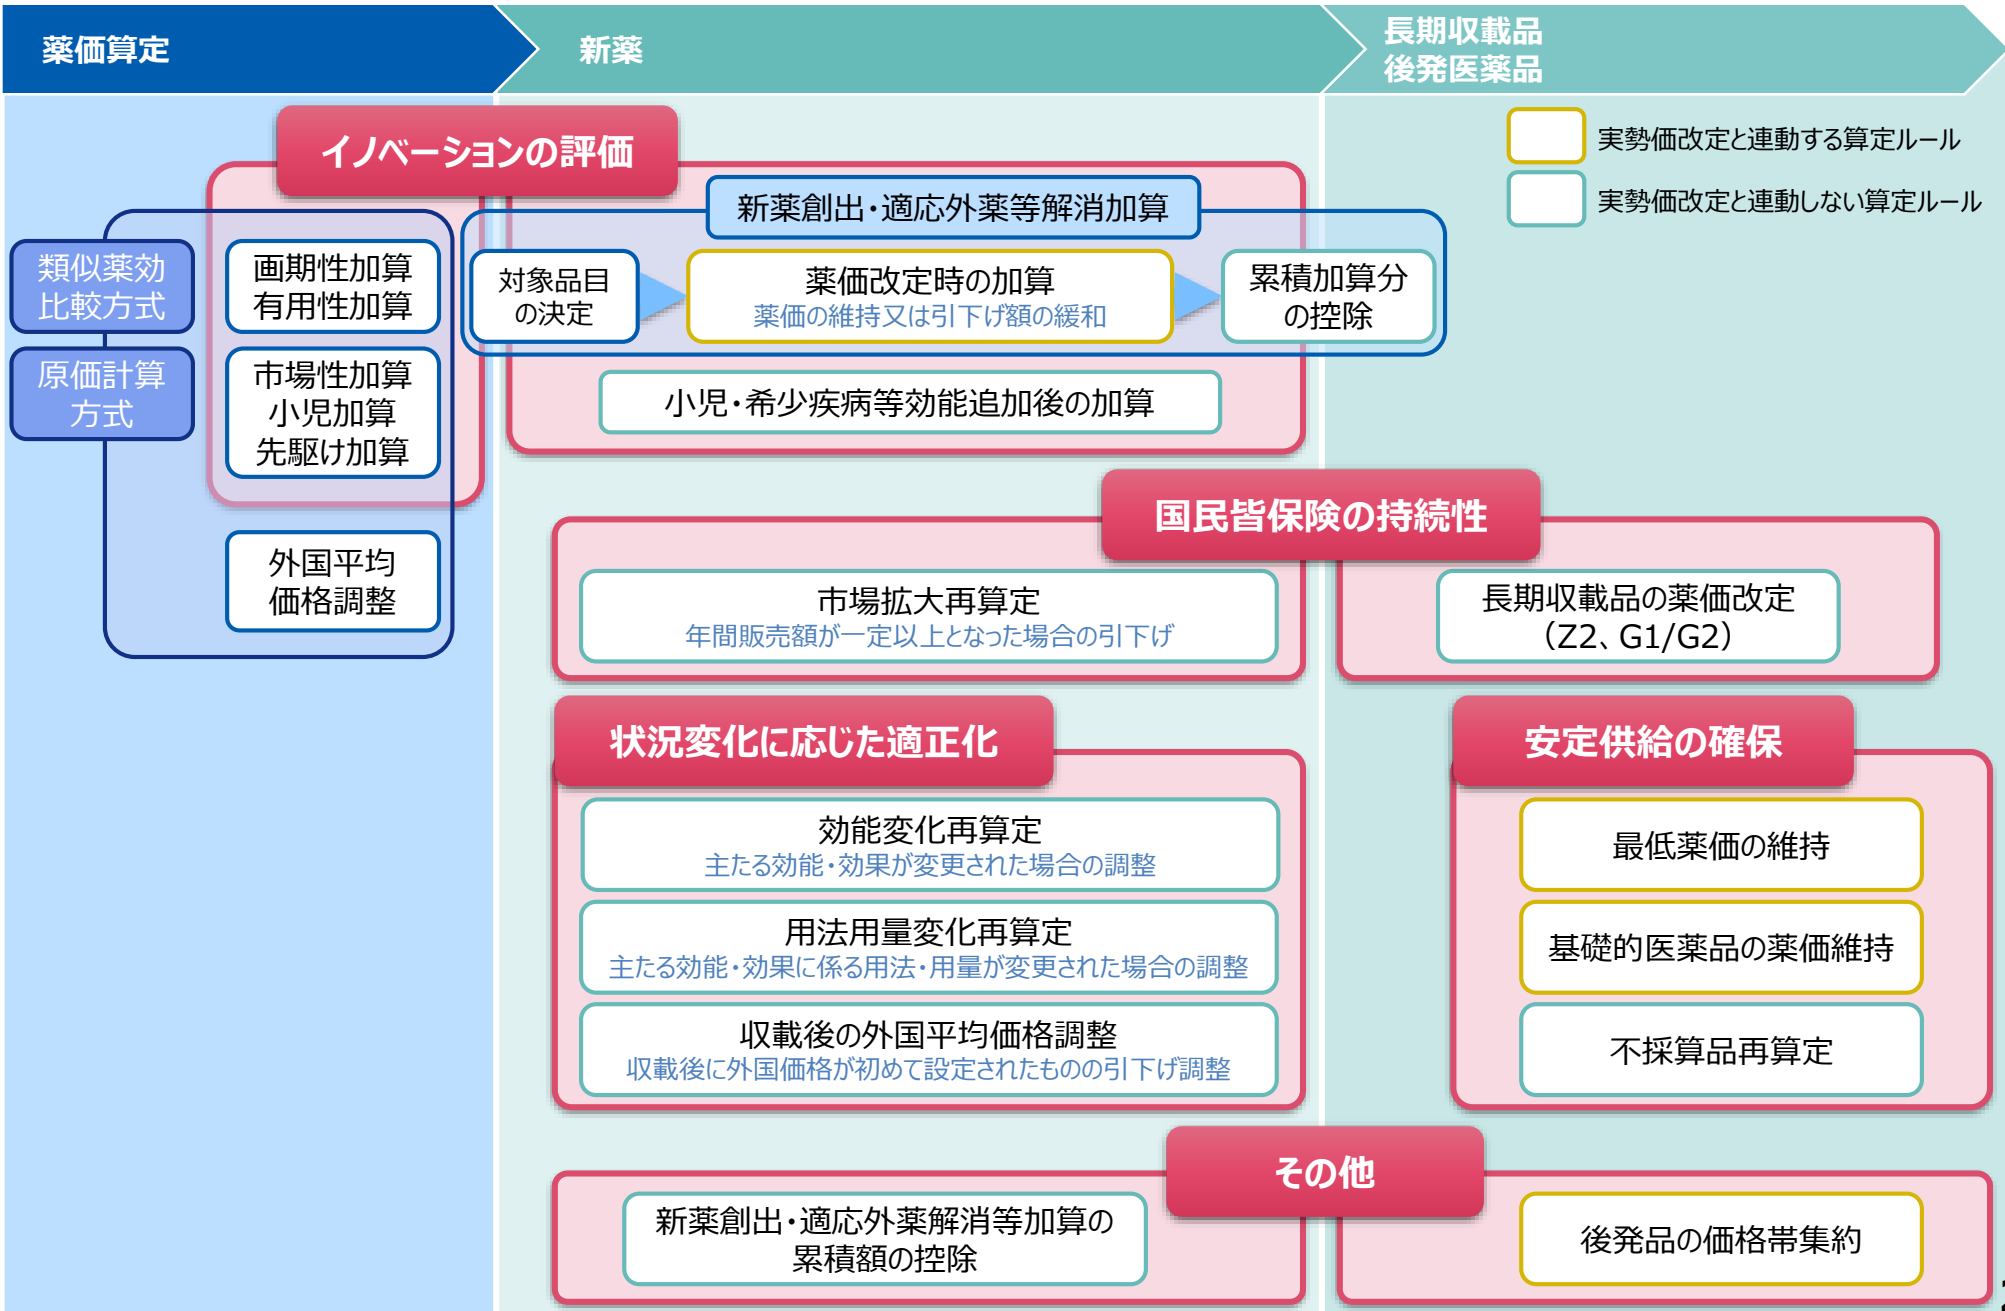 薬価算定
新薬
長期収載品
後発医薬品
実勢価改定と連動する算定ルール
実勢価改定と連動しない算定ルール
イノベーションの評価
類似薬効
比較方式
原価計算
方式
画期性加算
有用性加算
市場性加算
小児加算
先駆け加算
外国平均
価格調整
新薬創出・適応外薬等解消加算
対象品目
の決定
薬価改定時の加算
薬価の維持又は引下げ額の緩和
累積加算分
の控除
小児・希少疾病等効能追加後の加算
国民皆保険の持続性
市場拡大再算定
年間販売額が一定以上となった場合の引下げ
長期収載品の薬価改定
（Z2、G1/G2）
状況変化に応じた適正化
効能変化再算定
主たる効能・効果が変更された場合の調整
用法用量変化再算定
主たる効能・効果に係る用法・用量が変更された場合の調整
収載後の外国平均価格調整
収載後に外国価格が初めて設定されたものの引下げ調整
安定供給の確保
最低薬価の維持
基礎的医薬品の薬価維持
不採算品再算定
その他
新薬創出・適応外薬解消等加算の
累積額の控除
後発品の価格帯集約